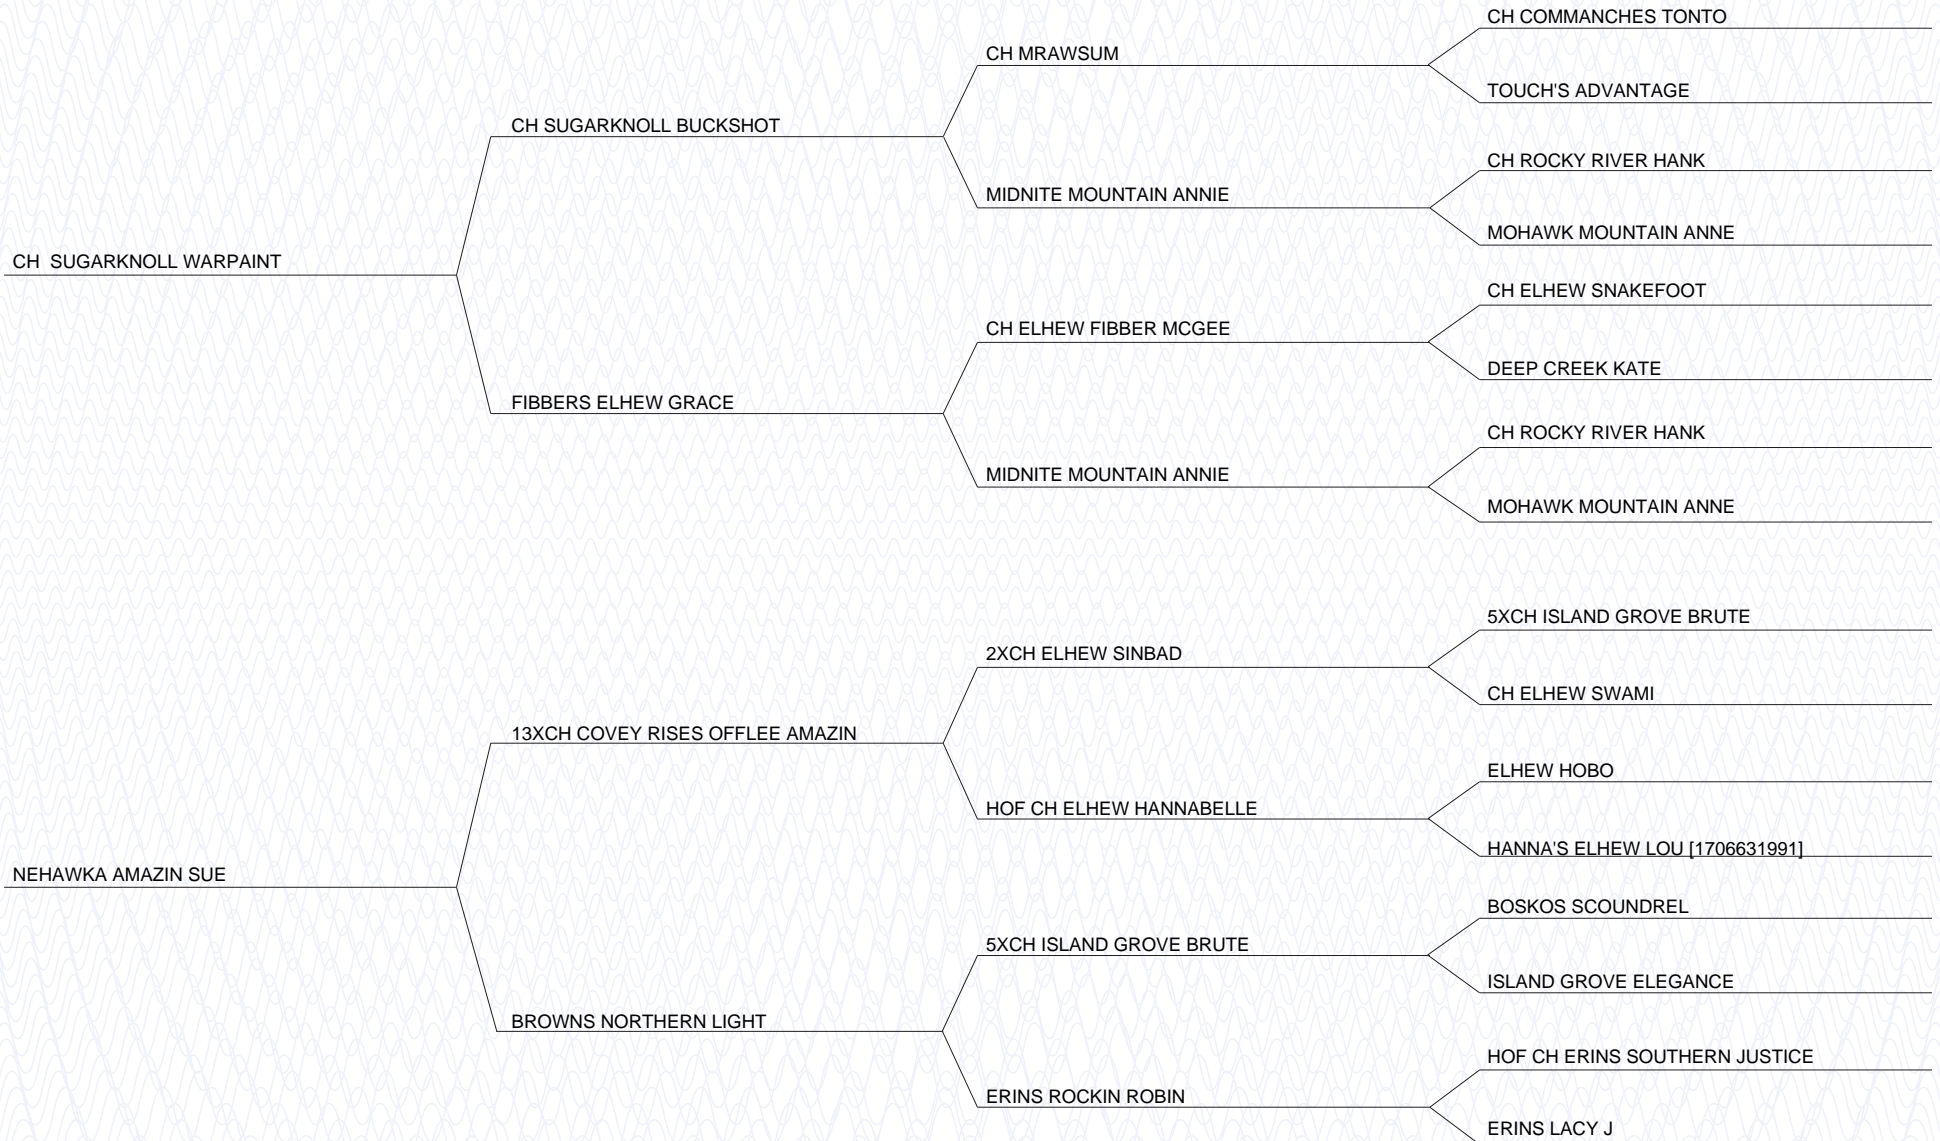 CH COMMANCHES TONTO
CH MRAWSUM
TOUCH'S ADVANTAGE
CH SUGARKNOLL BUCKSHOT
CH ROCKY RIVER HANK
MIDNITE MOUNTAIN ANNIE
MOHAWK MOUNTAIN ANNE
CH  SUGARKNOLL WARPAINT
CH ELHEW SNAKEFOOT
CH ELHEW FIBBER MCGEE
DEEP CREEK KATE
FIBBERS ELHEW GRACE
CH ROCKY RIVER HANK
MIDNITE MOUNTAIN ANNIE
MOHAWK MOUNTAIN ANNE
5XCH ISLAND GROVE BRUTE
2XCH ELHEW SINBAD
CH ELHEW SWAMI
13XCH COVEY RISES OFFLEE AMAZIN
ELHEW HOBO
HOF CH ELHEW HANNABELLE
HANNA'S ELHEW LOU [1706631991]
NEHAWKA AMAZIN SUE
BOSKOS SCOUNDREL
5XCH ISLAND GROVE BRUTE
ISLAND GROVE ELEGANCE
BROWNS NORTHERN LIGHT
HOF CH ERINS SOUTHERN JUSTICE
ERINS ROCKIN ROBIN
ERINS LACY J